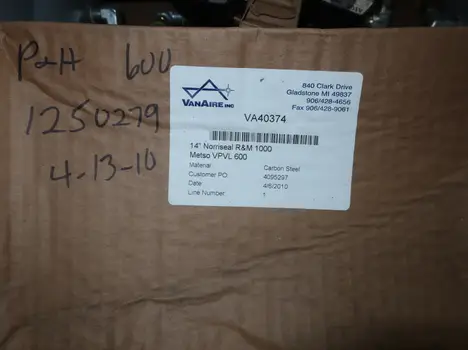 P&H 600
1250279
4-13-10
VANAIRE INC
840 Clark Drive
Gladstone MI 49837
906/428-4656
Fax 906/428-9061
VA40374
14" Norriseal R&M 1000
Metso VPVL 600
Material: Carbon Steel
Customer PO: 4095297
Date: 4/6/2010
Line Number: 1